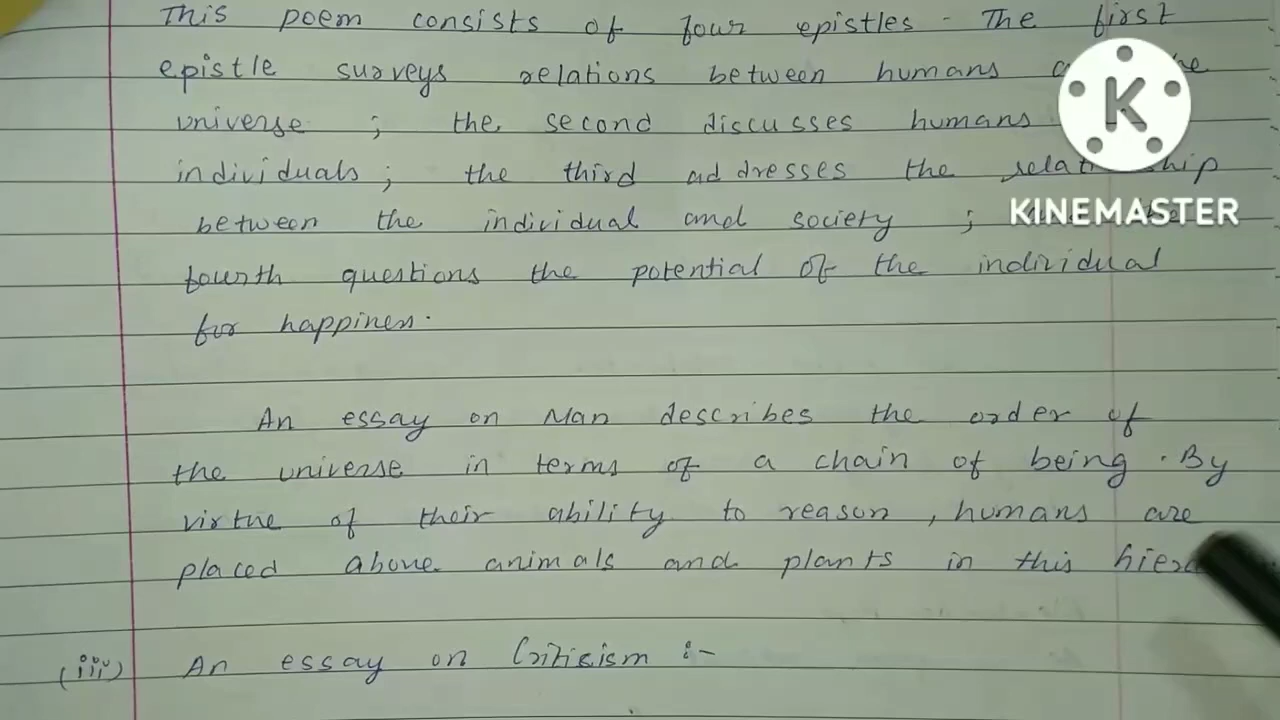 This poem consists of four epistles. The first
epistle surveys relations between humans
universe ; the second discusses humans
individuals ; the third addresses the relationship
between the individual and society ;
fourth questions the potential of the individual
for happiness.
An essay on Man describes the order of
the universe in terms of a chain of being. By
virtue of their ability to reason, humans are
placed above animals and plants in this
(iii) An essay on Criticism :-
K
KINEMASTER